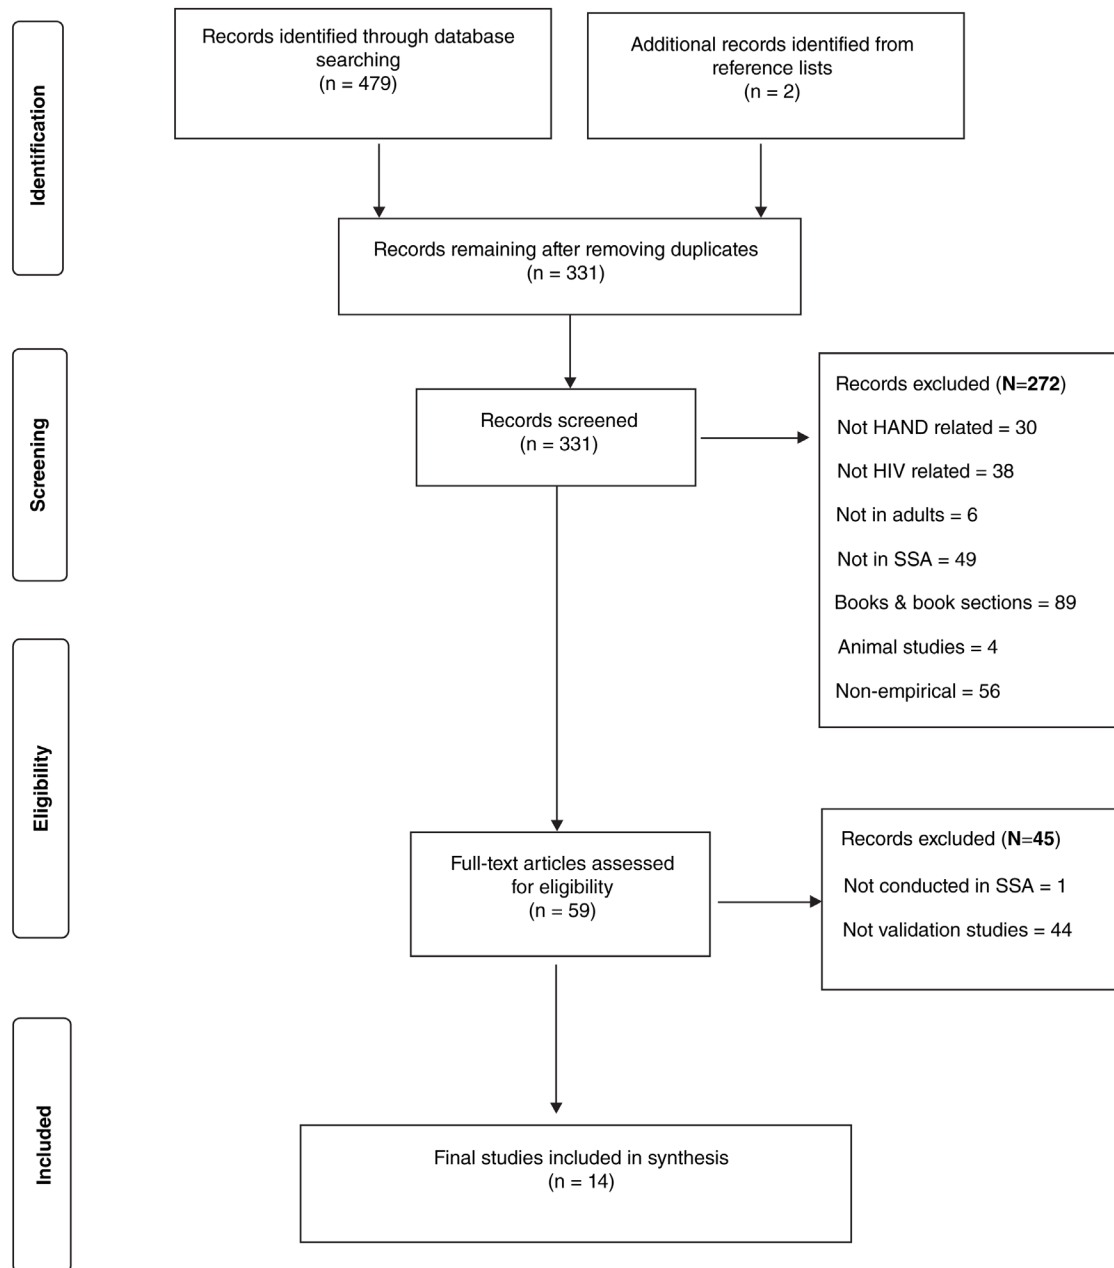 Identification
Records identified through database
searching
(n = 479)
Additional records identified from
reference lists
(n = 2)
Records remaining after removing duplicates
(n = 331)
Screening
Records screened
(n = 331)
Records excluded (N=272)
Not HAND related = 30
Not HIV related = 38
Not in adults = 6
Not in SSA = 49
Books & book sections = 89
Animal studies = 4
Non-empirical = 56
Eligibility
Full-text articles assessed
for eligibility
(n = 59)
Records excluded (N=45)
Not conducted in SSA = 1
Not validation studies = 44
Included
Final studies included in synthesis
(n = 14)